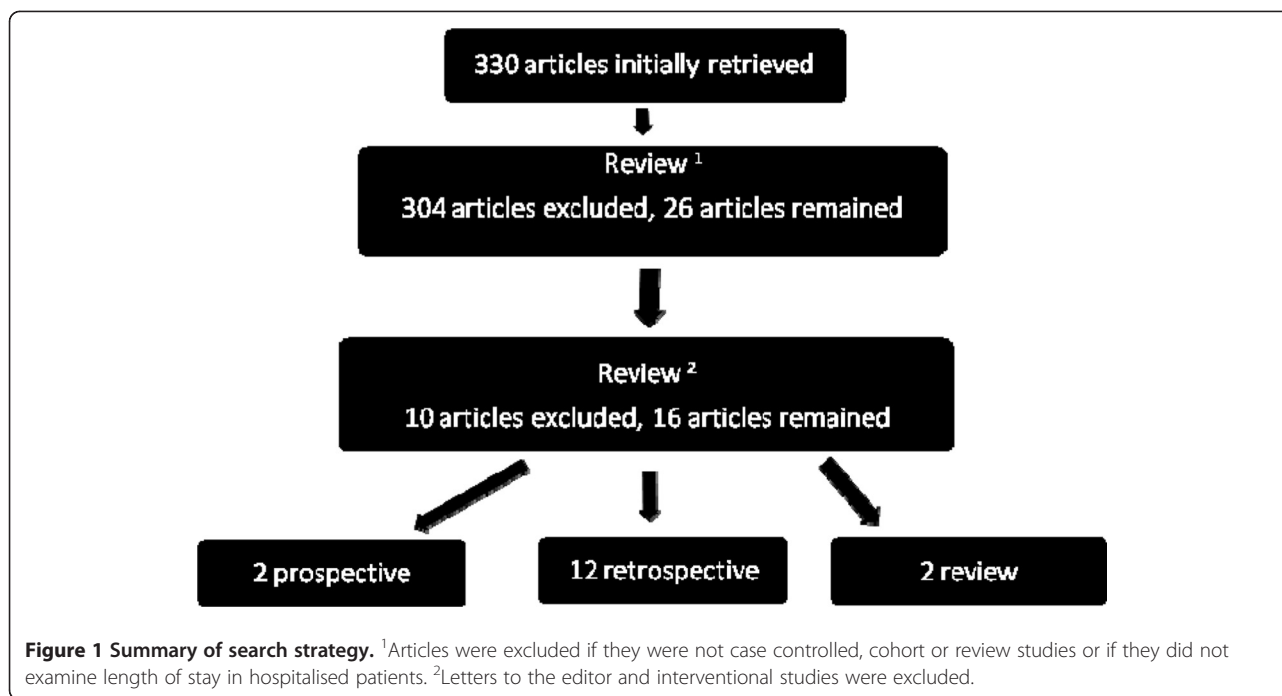 330 articles initially retrieved
Review ¹
304 articles excluded, 26 articles remained
Review ²
10 articles excluded, 16 articles remained
2 prospective
12 retrospective
2 review
Figure 1 Summary of search strategy. ¹Articles were excluded if they were not case controlled, cohort or review studies or if they did not
examine length of stay in hospitalised patients. ²Letters to the editor and interventional studies were excluded.